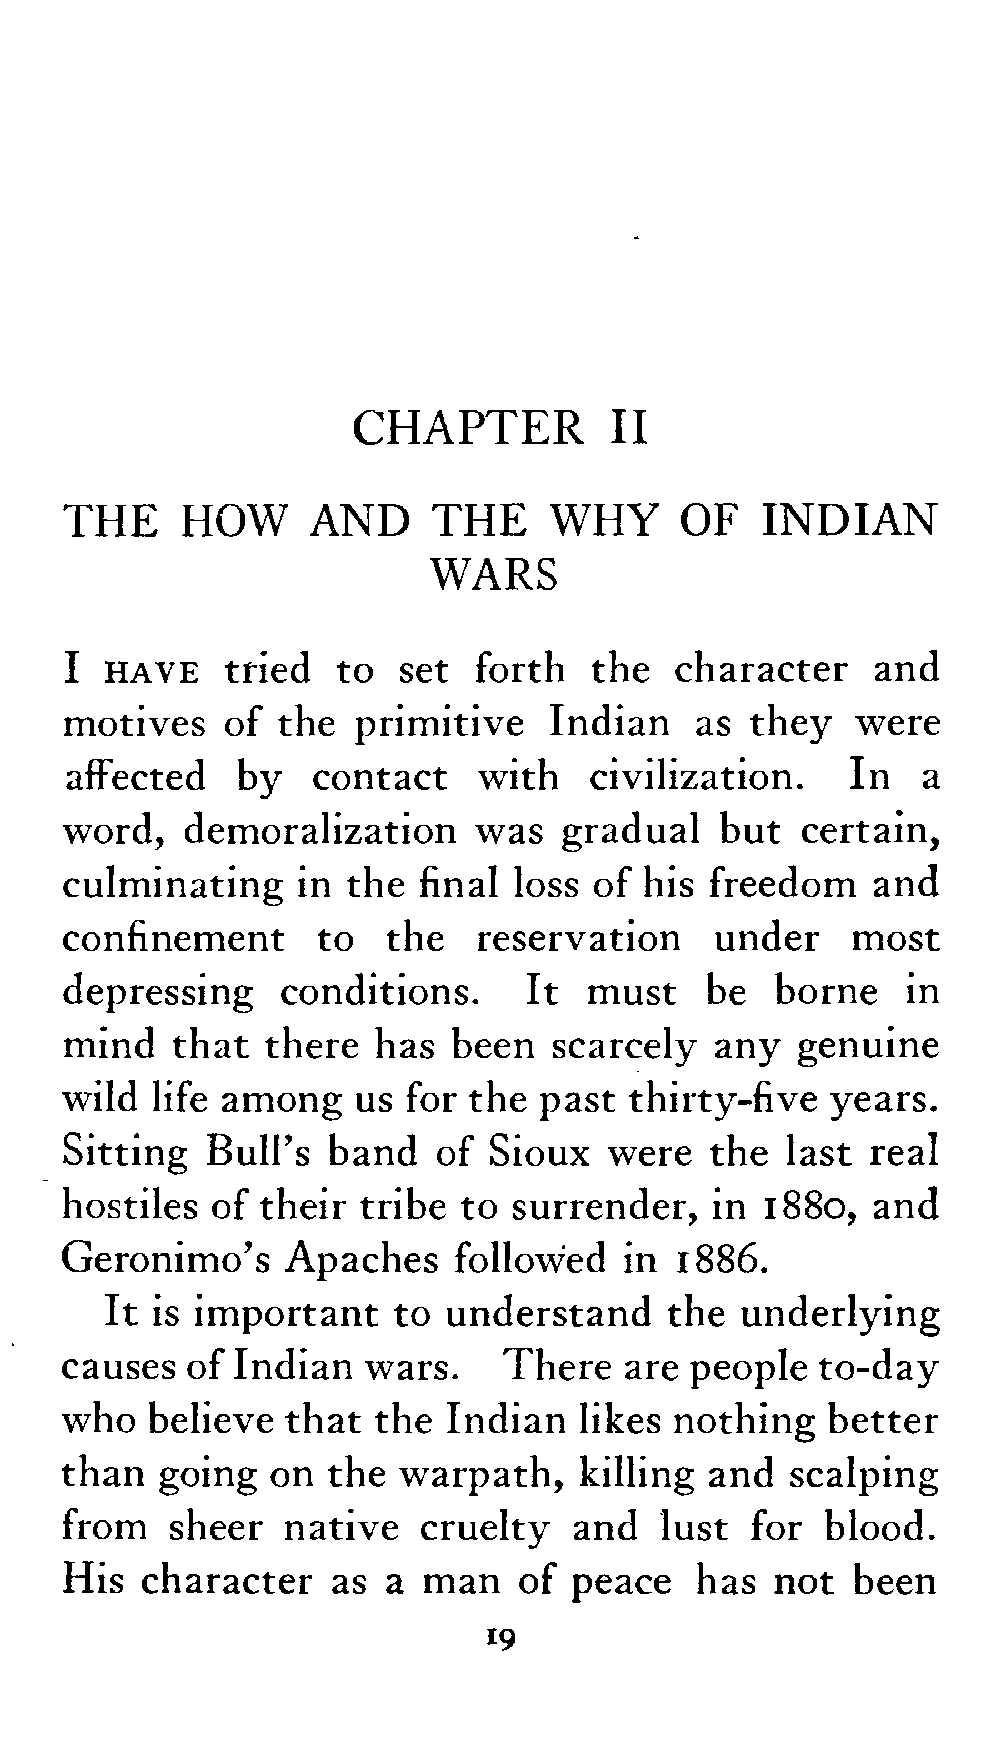 CHAPTER II
THE HOW AND THE WHY OF INDIAN
WARS
I HAVE tried to set forth the character and
motives of the primitive Indian as they were
affected by contact with civilization. In a
word, demoralization was gradual but certain,
culminating in the final loss of his freedom and
confinement to the reservation under most
depressing conditions. It must be borne in
mind that there has been scarcely any genuine
wild life among us for the past thirty-five years.
Sitting Bull's band of Sioux were the last real
hostiles of their tribe to surrender, in 1880, and
Geronimo's Apaches followed in 1886.
It is important to understand the underlying
causes of Indian wars. There are people to-day
who believe that the Indian likes nothing better
than going on the warpath, killing and scalping
from sheer native cruelty and lust for blood.
His character as a man of peace has not been
19